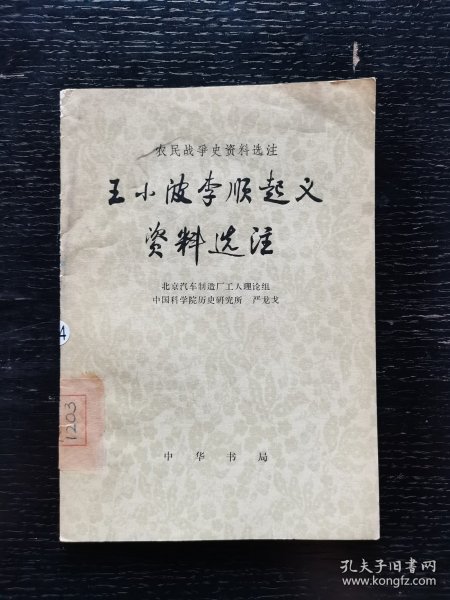 农民战争史资料选注
王小波李顺起义
资料选注
北京汽车制造厂工人理论组
中国科学院历史研究所 严龙戈
4
1203
中华书局
孔夫子旧书网
www.kongfz.com